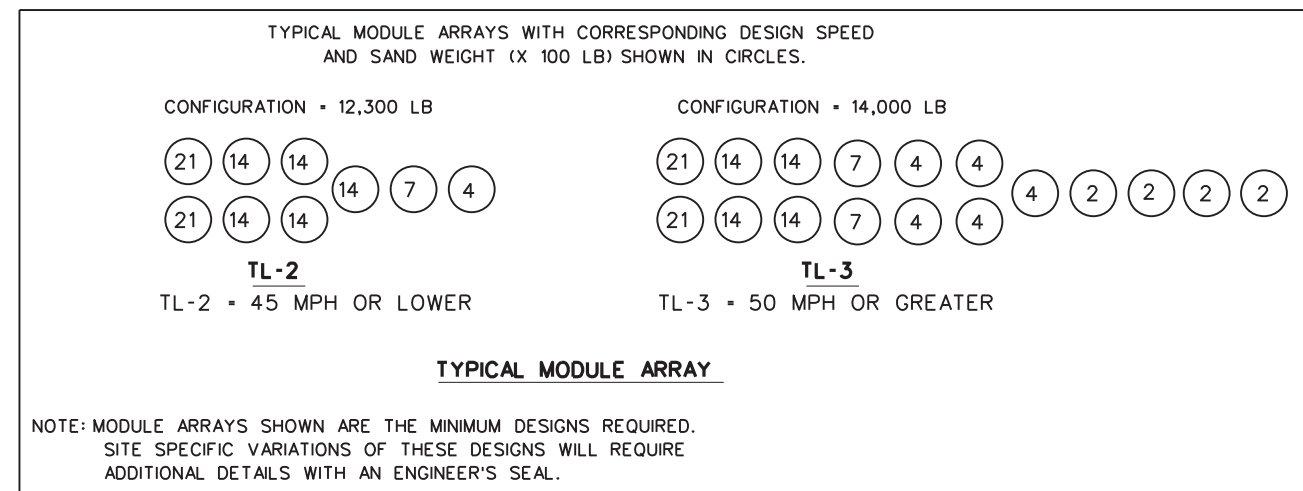 TYPICAL MODULE ARRAYS WITH CORRESPONDING DESIGN SPEED
AND SAND WEIGHT (X 100 LB) SHOWN IN CIRCLES.
CONFIGURATION = 12,300 LB
21 14 14
14 7 4
21 14 14
TL-2
TL-2 = 45 MPH OR LOWER
CONFIGURATION = 14,000 LB
21 14 14 7 4 4
4 2 2 2 2
21 14 14 7 4 4
TL-3
TL-3 = 50 MPH OR GREATER
TYPICAL MODULE ARRAY
NOTE: MODULE ARRAYS SHOWN ARE THE MINIMUM DESIGNS REQUIRED.
SITE SPECIFIC VARIATIONS OF THESE DESIGNS WILL REQUIRE
ADDITIONAL DETAILS WITH AN ENGINEER'S SEAL.